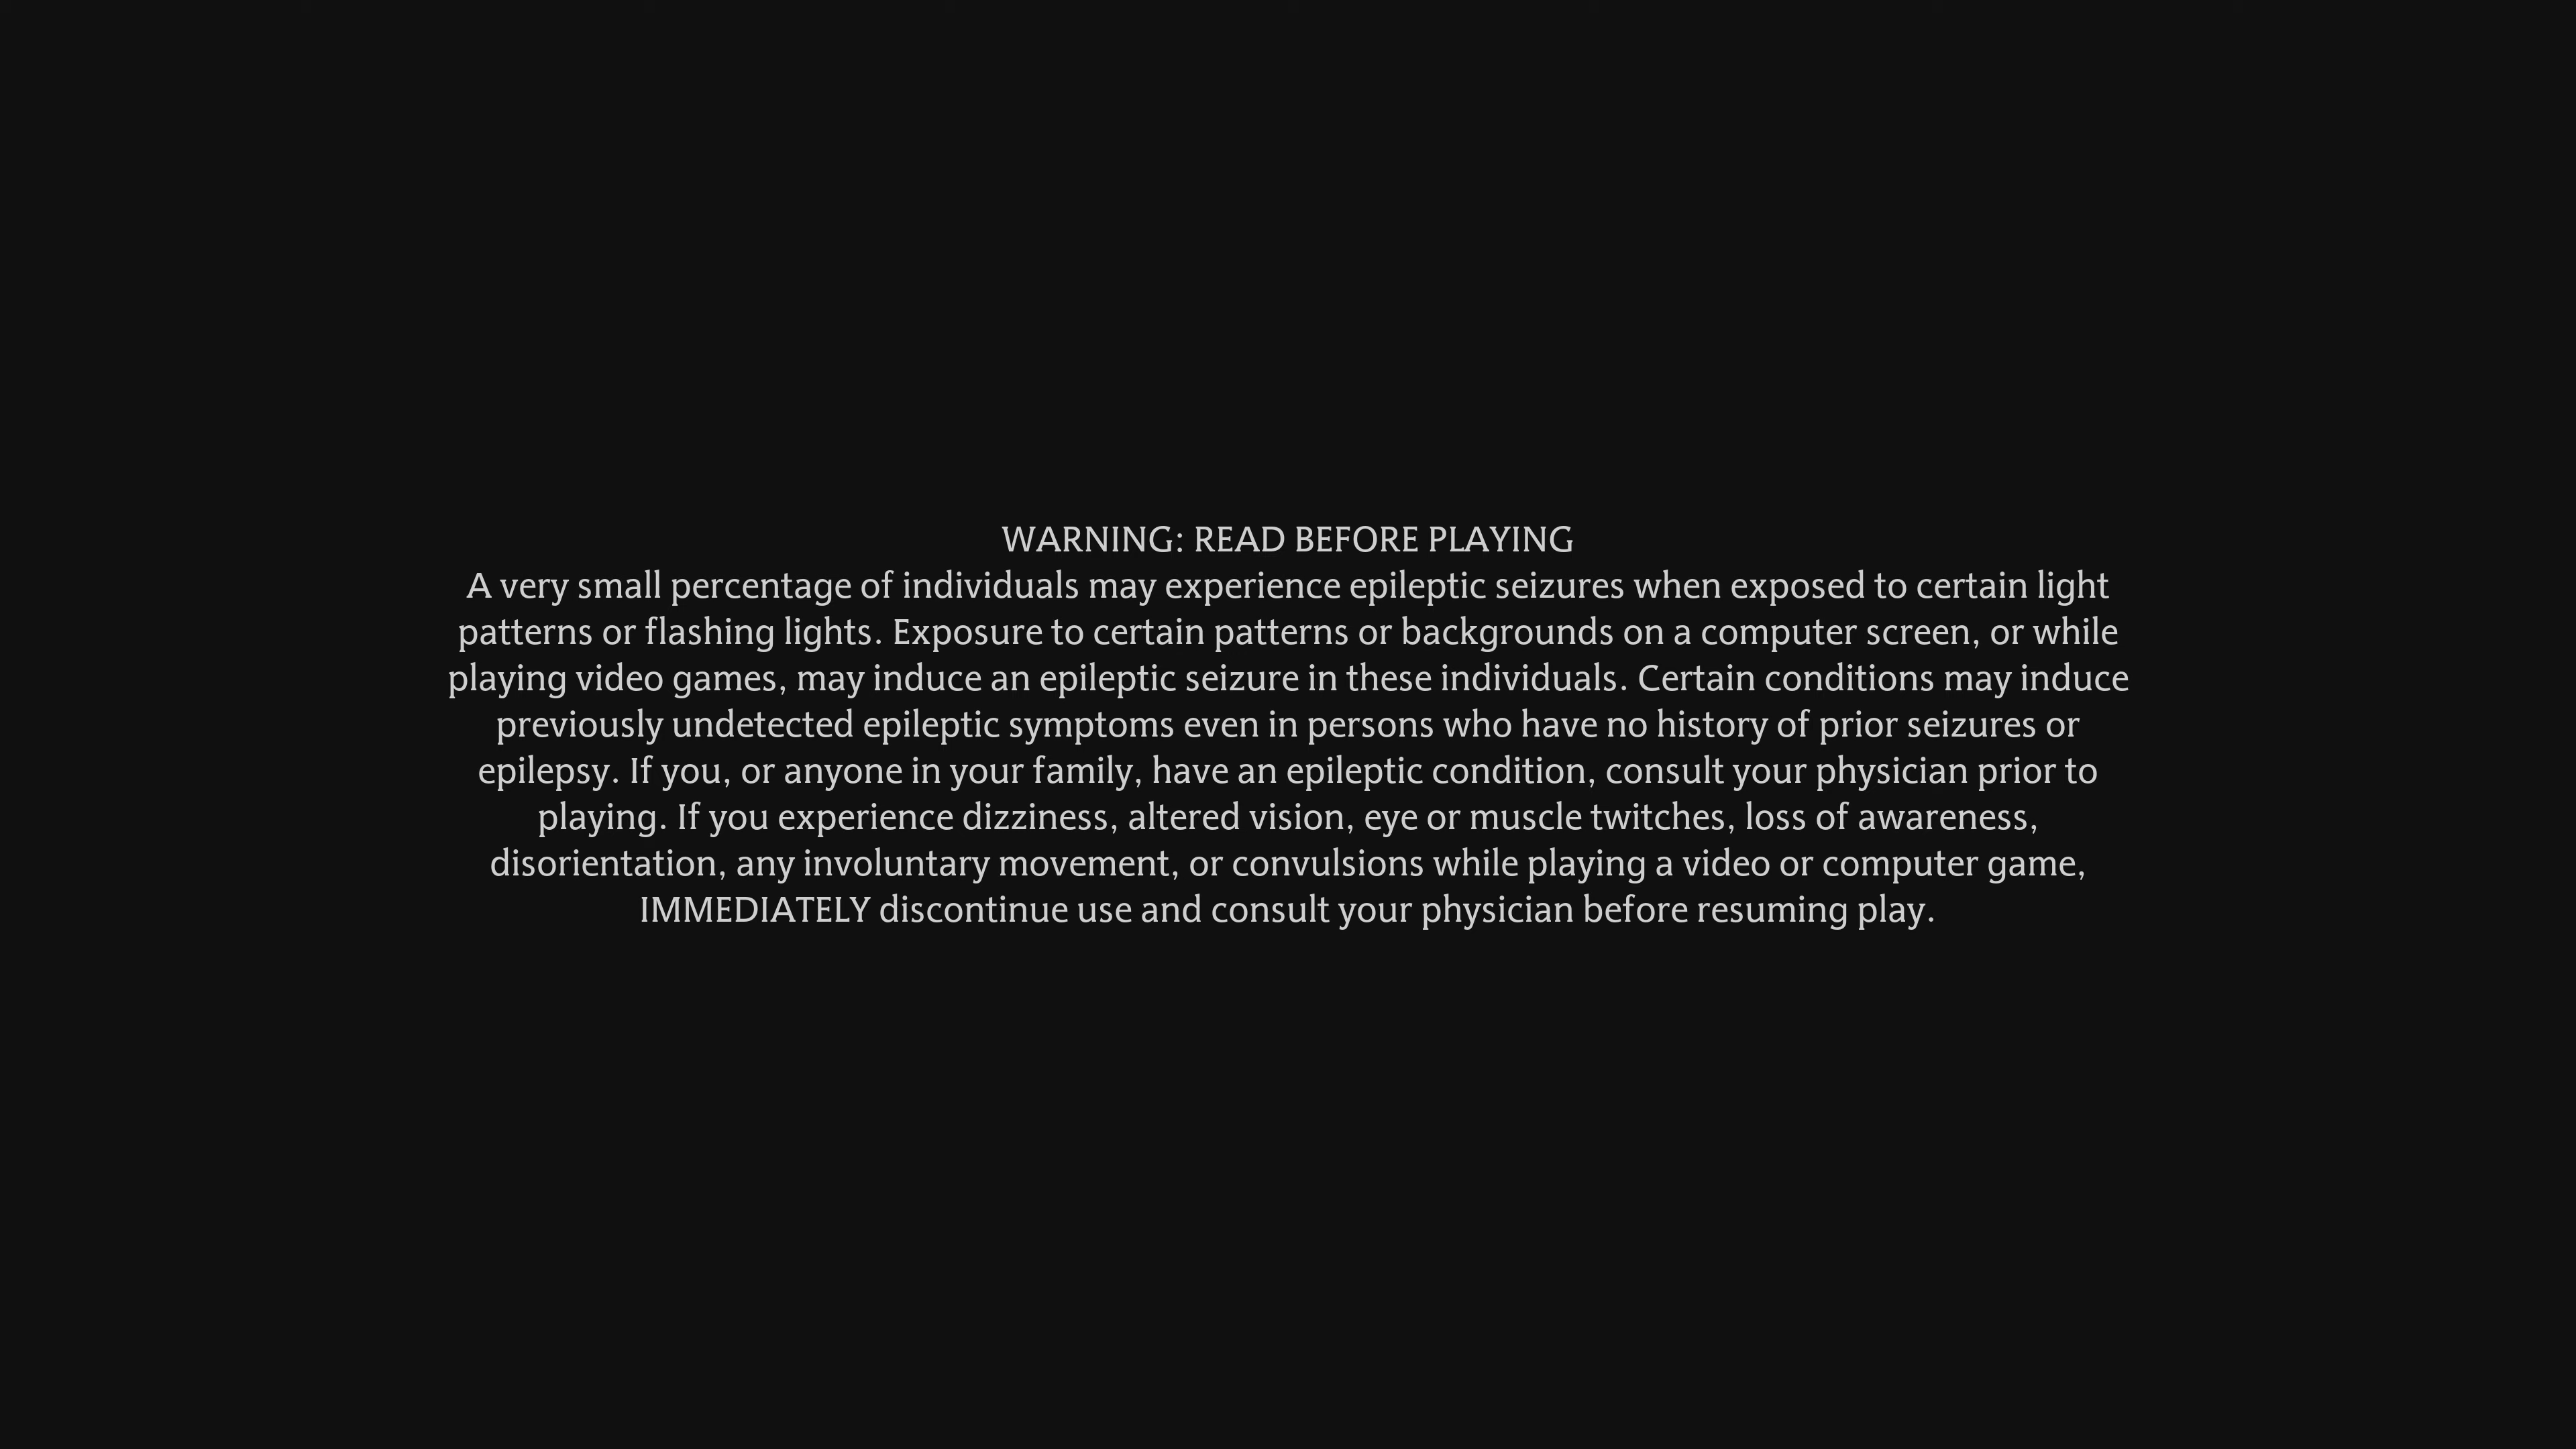 WARNING: READ BEFORE PLAYING
A very small percentage of individuals may experience epileptic seizures when exposed to certain light
patterns or flashing lights. Exposure to certain patterns or backgrounds on a computer screen, or while
playing video games, may induce an epileptic seizure in these individuals. Certain conditions may induce
previously undetected epileptic symptoms even in persons who have no history of prior seizures or
epilepsy. If you, or anyone in your family, have an epileptic condition, consult your physician prior to
playing. If you experience dizziness, altered vision, eye or muscle twitches, loss of awareness,
disorientation, any involuntary movement, or convulsions while playing a video or computer game,
IMMEDIATELY discontinue use and consult your physician before resuming play.